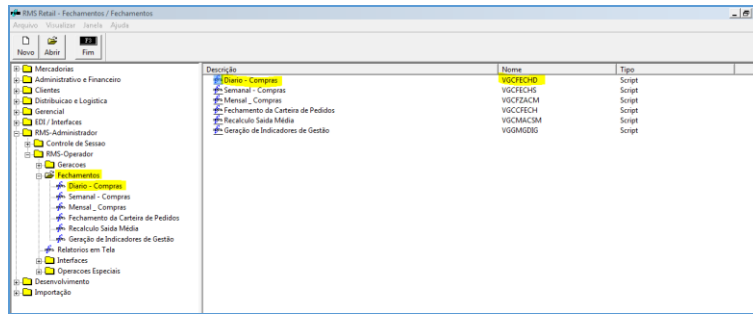 RMS Retail - Fechamentos / Fechamentos
Arquivo Visualizar Janela Ajuda
Novo Abrir Fim
Mercadorias
Administrativo e Financeiro
Clientes
Distribuicao e Logistica
Gerencial
EDI / Interfaces
RMS-Administrador
Controle de Sessao
RMS-Operador
Geracoes
Fechamentos
Diario - Compras
Semanal - Compras
Mensal _ Compras
Fechamento da Carteira de Pedidos
Recalculo Saida Média
Geração de Indicadores de Gestão
Relatorios em Tela
Interfaces
Operacoes Especiais
Desenvolvimento
Importação
Descrição Nome Tipo
Diario - Compras VGCFECHD Script
Semanal - Compras VGCFECHS Script
Mensal _ Compras VGCFZACM Script
Fechamento da Carteira de Pedidos VGCCFECH Script
Recalculo Saida Média VGCMACSM Script
Geração de Indicadores de Gestão VGGMGDIG Script